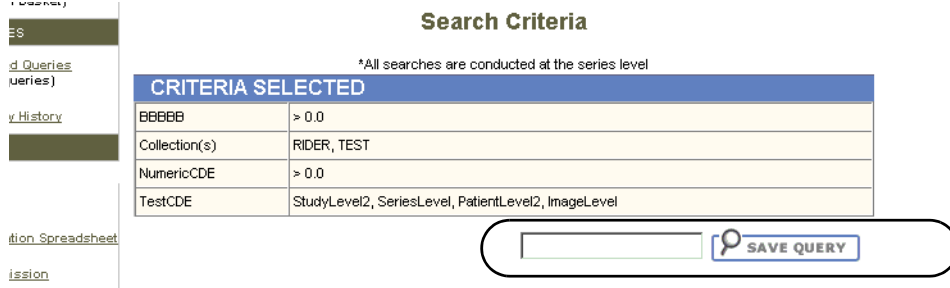 Search Criteria
ES
d Queries
ueries)
*All searches are conducted at the series level
CRITERIA SELECTED
BBBBB > 0.0
y History
Collection(s) RIDER, TEST
NumericCDE > 0.0
TestCDE StudyLevel2, SeriesLevel, PatientLevel2, ImageLevel
tion Spreadsheet
SAVE QUERY
ission